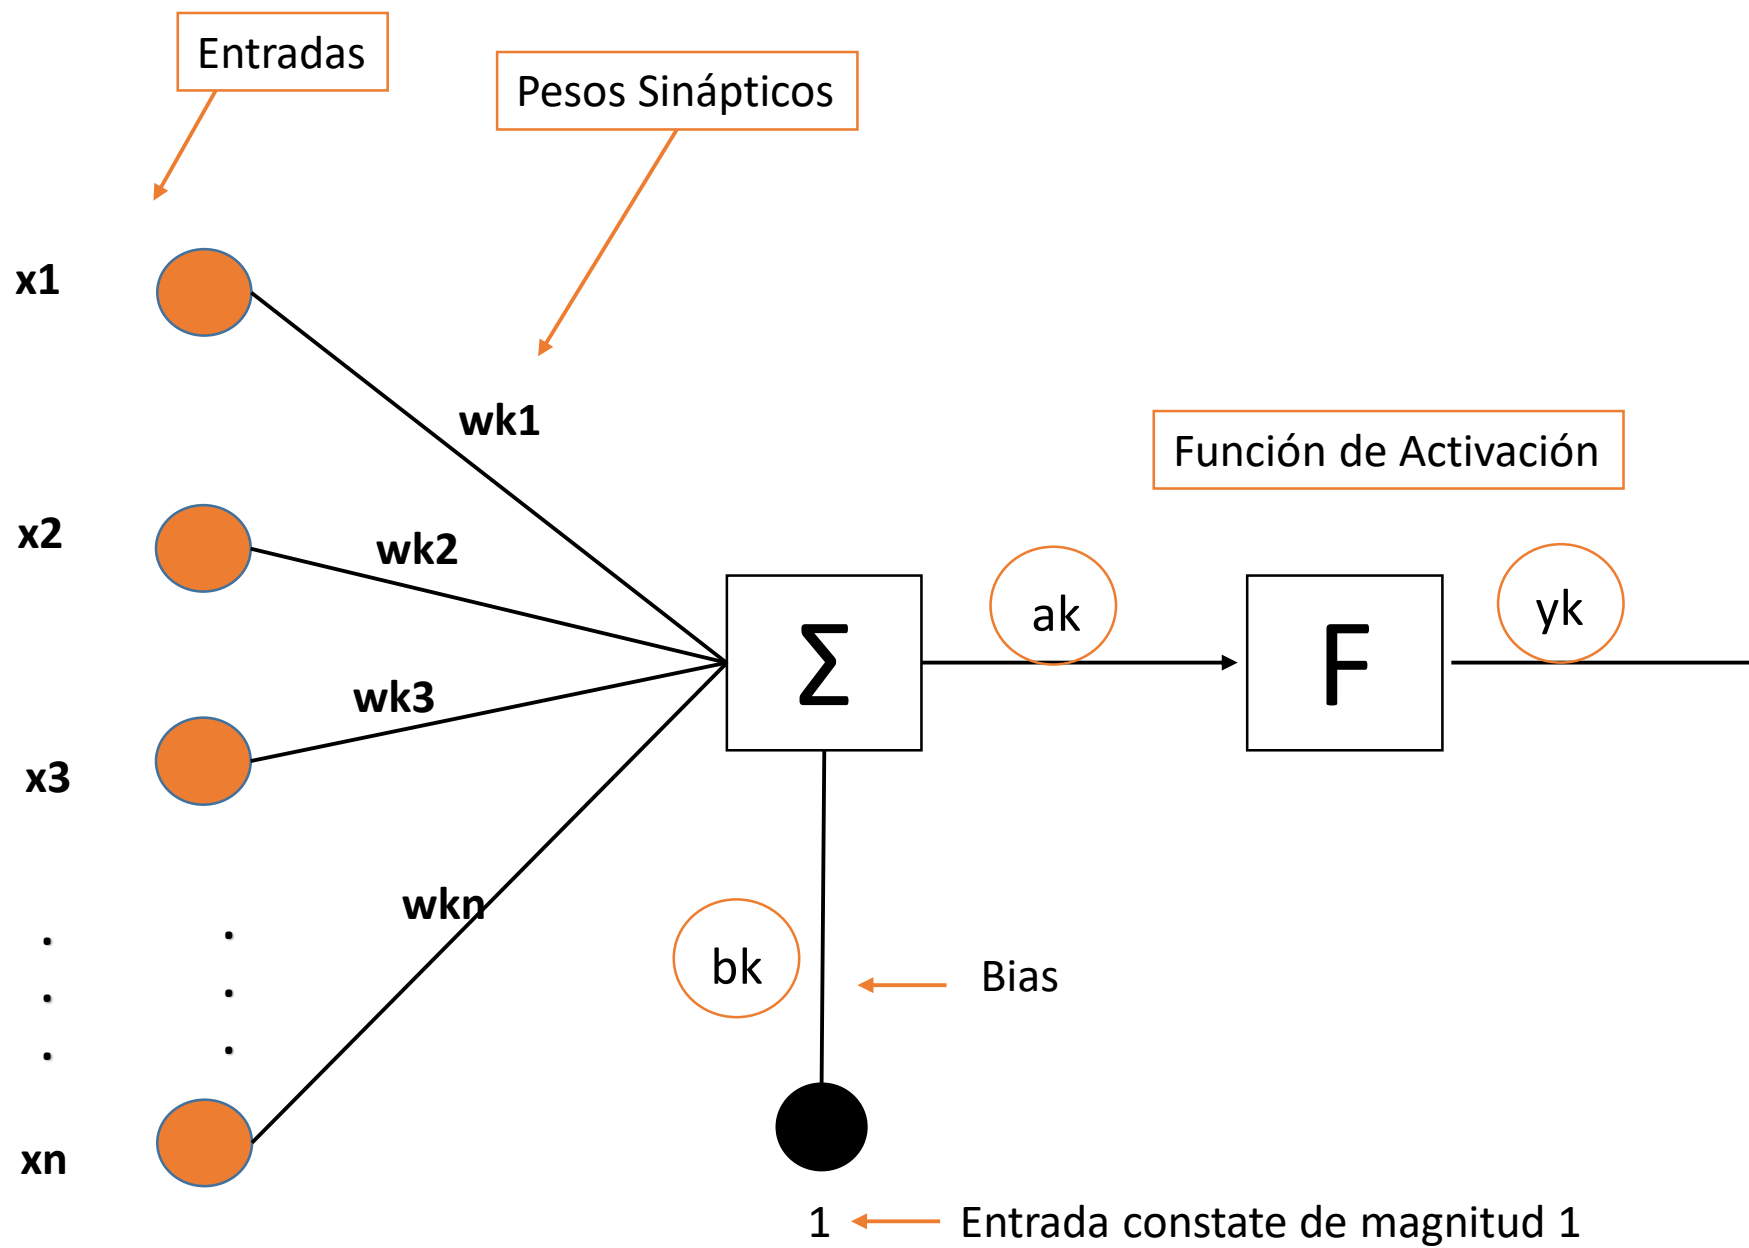 Entradas
Pesos Sinápticos
x1
wk1
Función de Activación
x2
wk2
ak
yk
Σ
F
wk3
x3
wkn
.
.
.
.
.
.
bk
Bias
xn
1
Entrada constate de magnitud 1